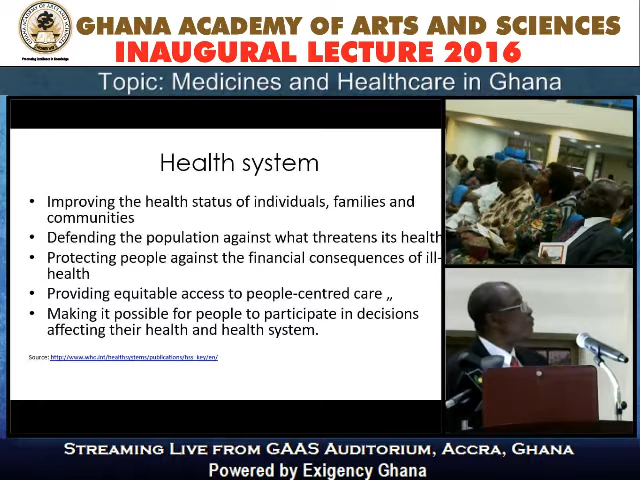 GHANA ACADEMY OF ARTS AND SCIENCES
INAUGURAL LECTURE 2016
Topic: Medicines and Healthcare in Ghana
Health system
• Improving the health status of individuals, families and
communities
• Defending the population against what threatens its health
• Protecting people against the financial consequences of ill-
health
• Providing equitable access to people-centred care „
• Making it possible for people to participate in decisions
affecting their health and health system.
Source: http://www.who.int/healthsystems/publications/hss_key/en/
STREAMING LIVE FROM GAAS AUDITORIUM, ACCRA, GHANA
Powered by Exigency Ghana